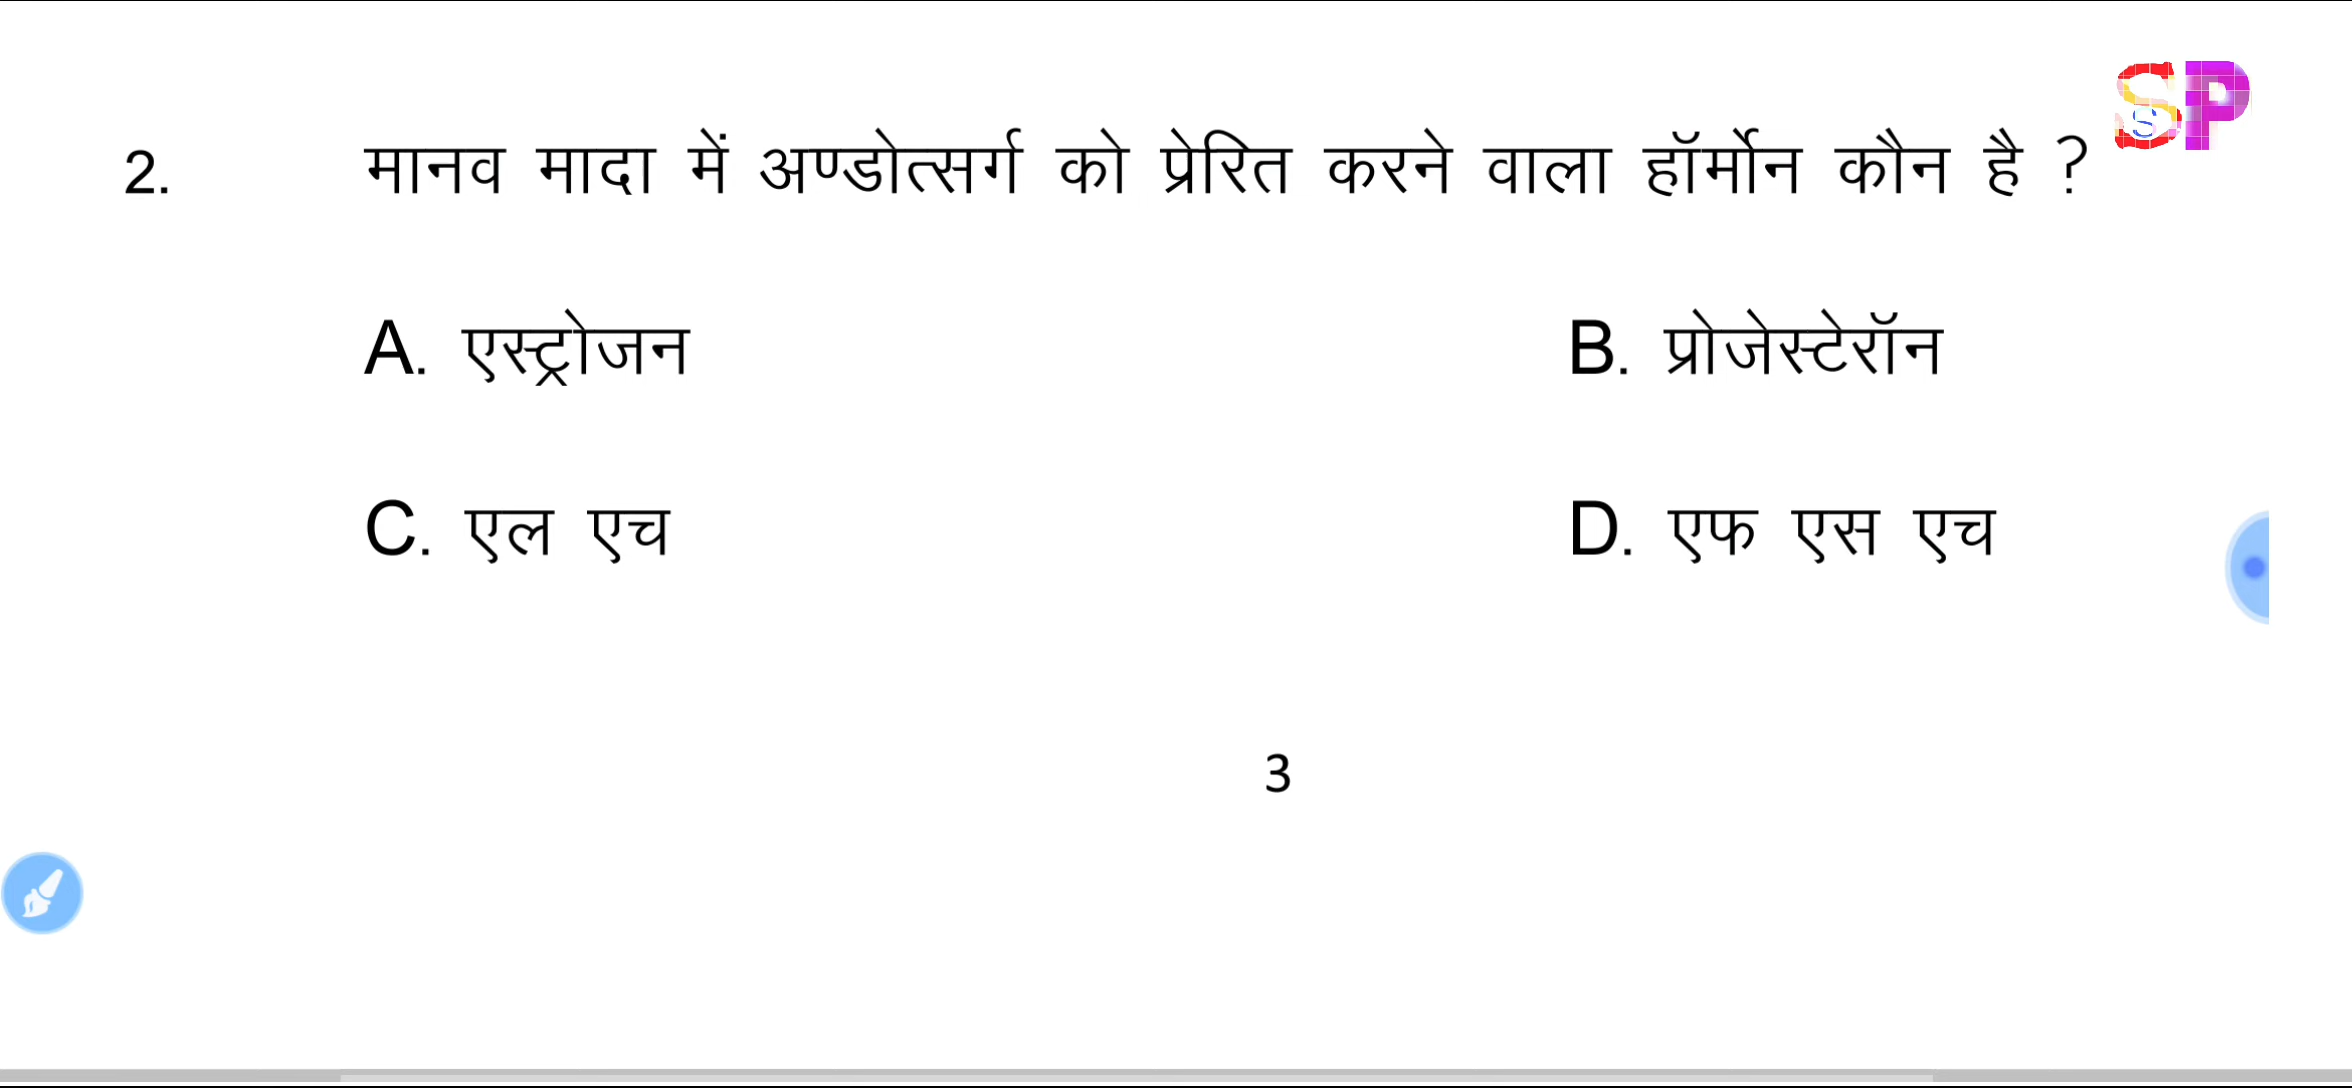 SP
S
2. मानव मादा में अण्डोत्सर्ग को प्रेरित करने वाला हॉर्मोन कौन है ?
A. एस्ट्रोजन B. प्रोजेस्टेरॉन
C. एल एच D. एफ एस एच
3